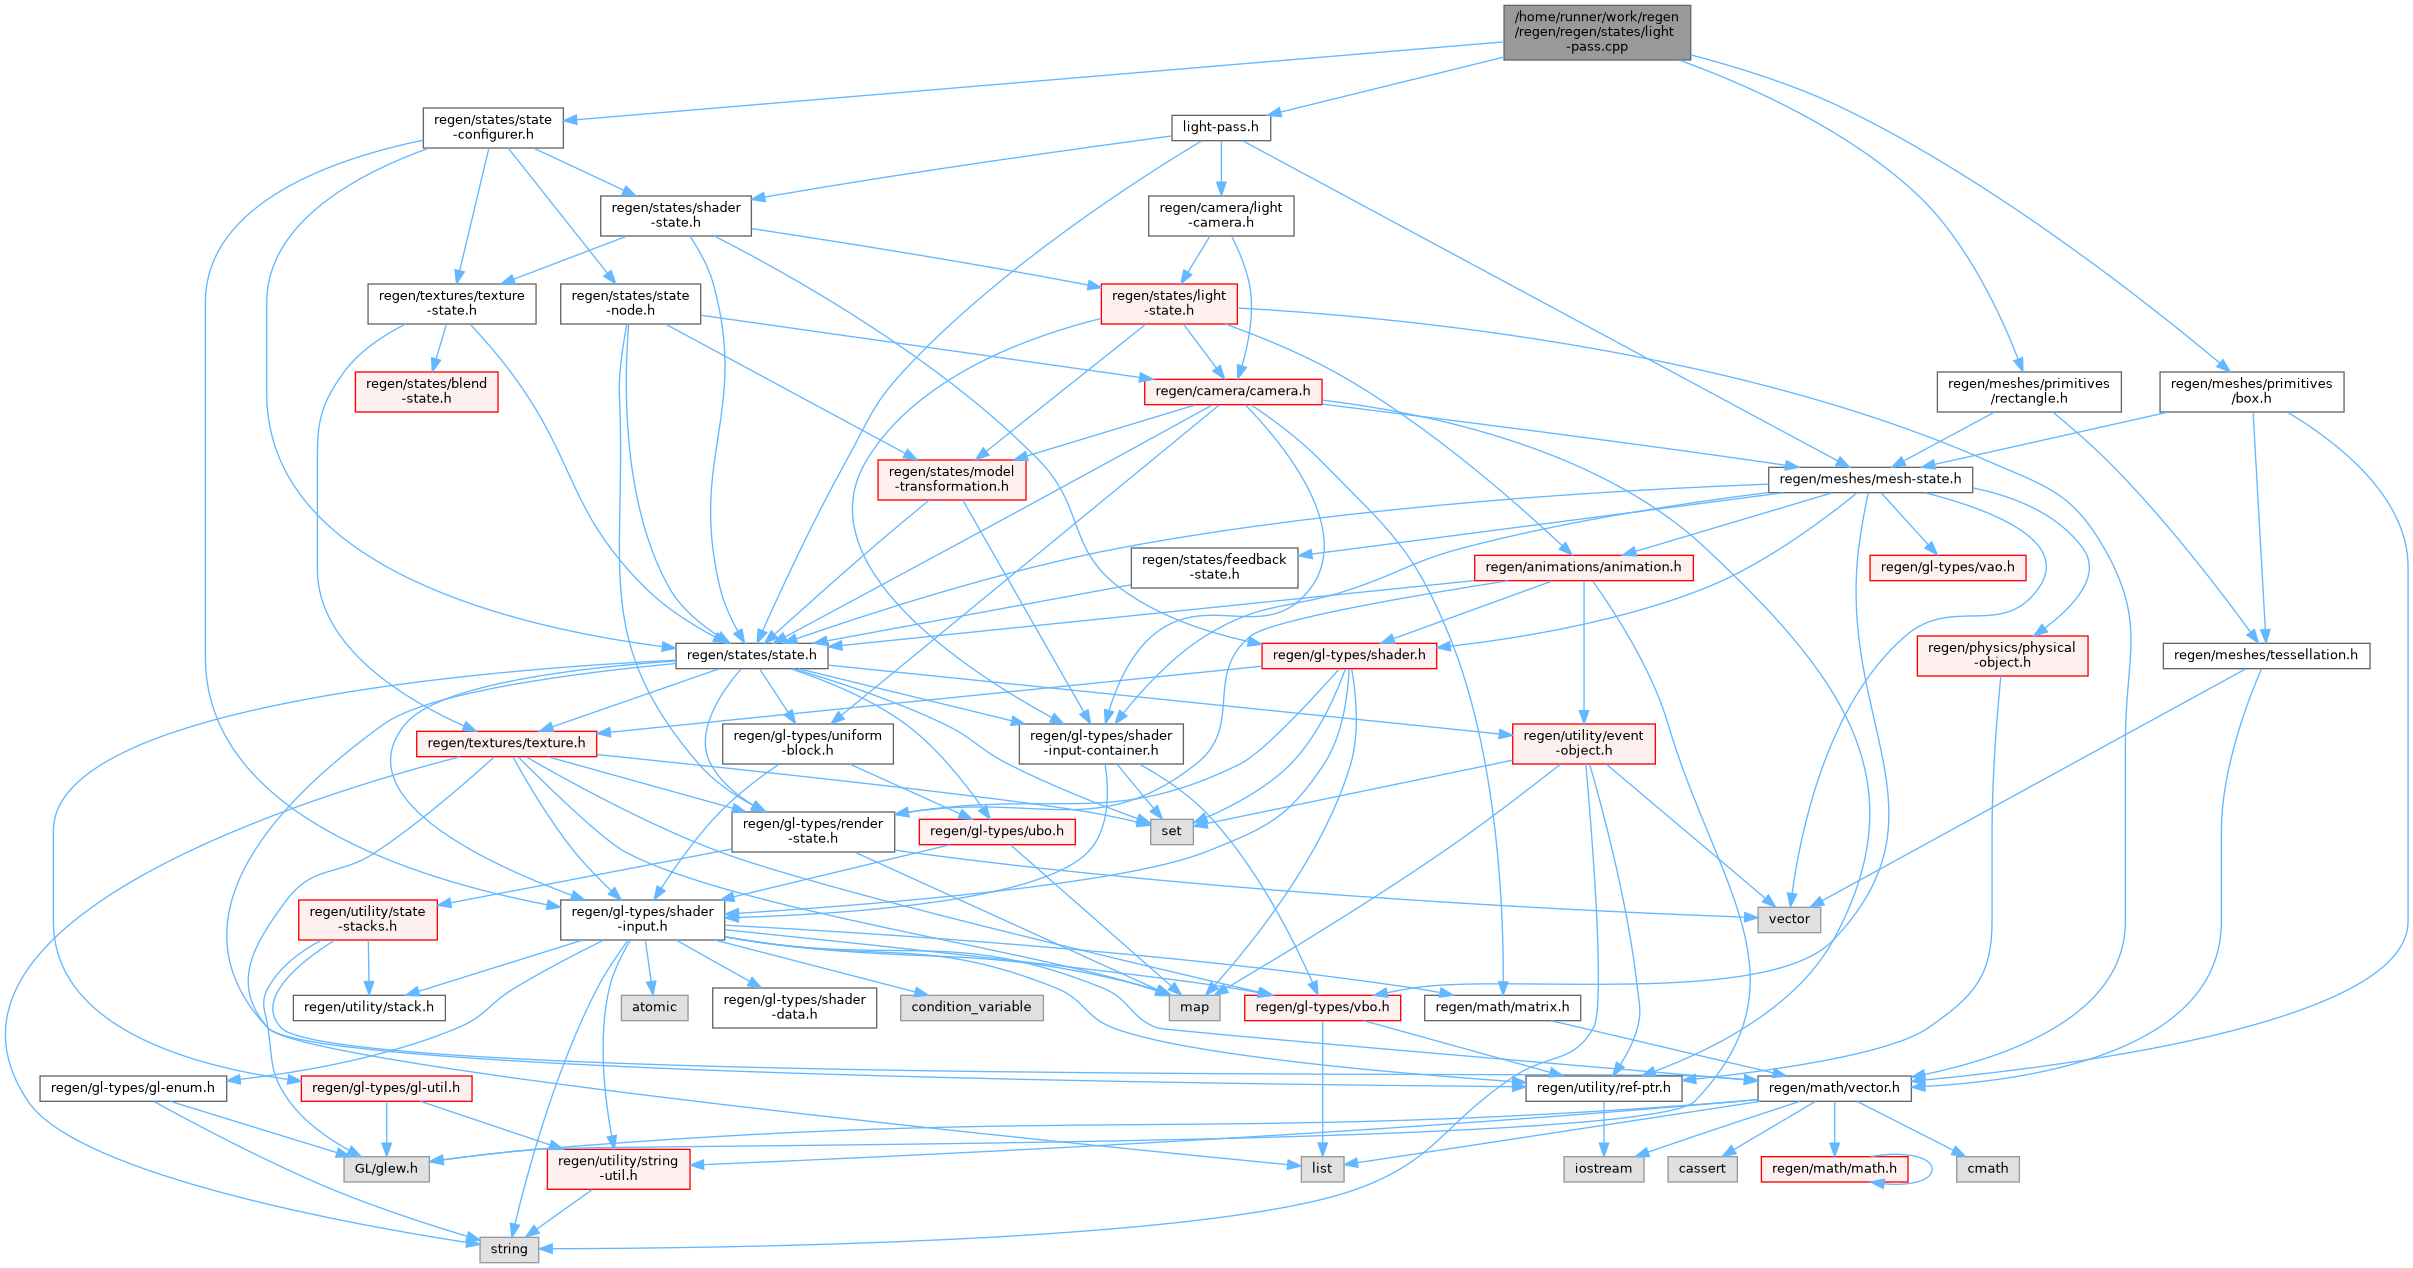 /home/runner/work/regen
/regen/regen/states/light
-pass.cpp
regen/states/state
-configurer.h
light-pass.h
regen/states/shader
-state.h
regen/camera/light
-camera.h
regen/textures/texture
-state.h
regen/states/state
-node.h
regen/states/light
-state.h
regen/states/blend
-state.h
regen/camera/camera.h
regen/meshes/primitives
/rectangle.h
regen/meshes/primitives
/box.h
regen/states/model
-transformation.h
regen/meshes/mesh-state.h
regen/states/feedback
-state.h
regen/animations/animation.h
regen/gl-types/vao.h
regen/states/state.h
regen/gl-types/shader.h
regen/physics/physical
-object.h
regen/meshes/tessellation.h
regen/textures/texture.h
regen/gl-types/uniform
-block.h
regen/gl-types/shader
-input-container.h
regen/utility/event
-object.h
regen/gl-types/render
-state.h
regen/gl-types/ubo.h
set
regen/utility/state
-stacks.h
regen/gl-types/shader
-input.h
vector
regen/utility/stack.h
atomic
regen/gl-types/shader
-data.h
condition_variable
map
regen/gl-types/vbo.h
regen/math/matrix.h
regen/gl-types/gl-enum.h
regen/gl-types/gl-util.h
regen/utility/ref-ptr.h
regen/math/vector.h
GL/glew.h
regen/utility/string
-util.h
list
iostream
cassert
regen/math/math.h
cmath
string